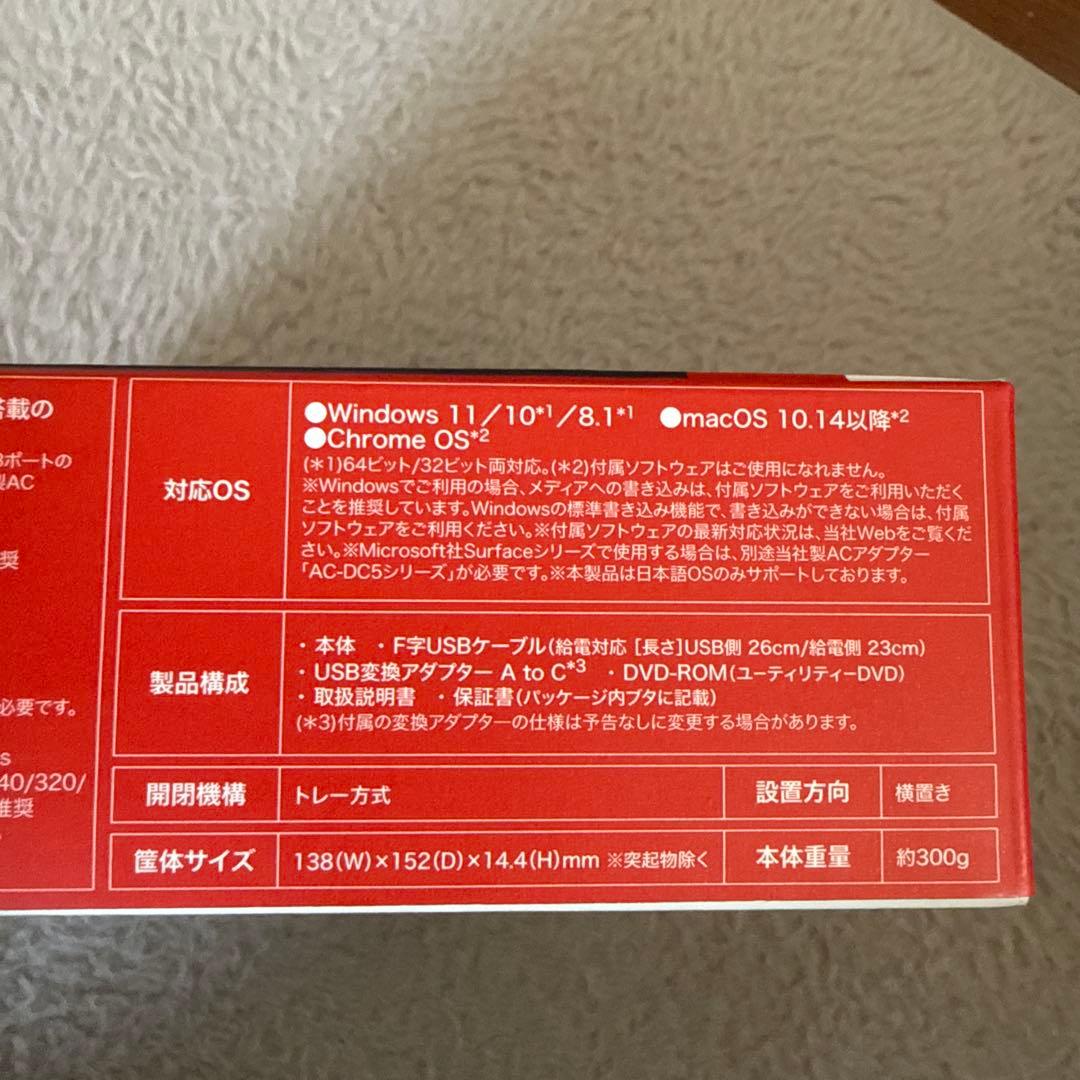 搭載の
Bポートの
製AC
奨
必要です。
s
40/320/
推奨
対応OS
●Windows 11／10*1／8.1*1 ●macOS 10.14以降*2
●Chrome OS*2
(*1)64ビット/32ビット両対応。(*2)付属ソフトウェアはご使用になれません。
※Windowsでご利用の場合、メディアへの書き込みは、付属ソフトウェアをご利用いただく
ことを推奨しています。Windowsの標準書き込み機能で、書き込みができない場合は、付属
ソフトウェアをご利用ください。※付属ソフトウェアの最新対応状況は、当社Webをご覧くだ
さい。※Microsoft社Surfaceシリーズで使用する場合は、別途当社製ACアダプター
「AC-DC5シリーズ」が必要です。※本製品は日本語OSのみサポートしております。
製品構成
・本体 ・F字USBケーブル(給電対応 [長さ]USB側 26cm/給電側 23cm)
・USB変換アダプター A to C*3 ・DVD-ROM(ユーティリティーDVD)
・取扱説明書 ・保証書(パッケージ内ブタに記載)
(*3)付属の変換アダプターの仕様は予告なしに変更する場合があります。
開閉機構 トレー方式 設置方向 横置き
筐体サイズ 138(W)×152(D)×14.4(H)mm ※突起物除く 本体重量 約300g